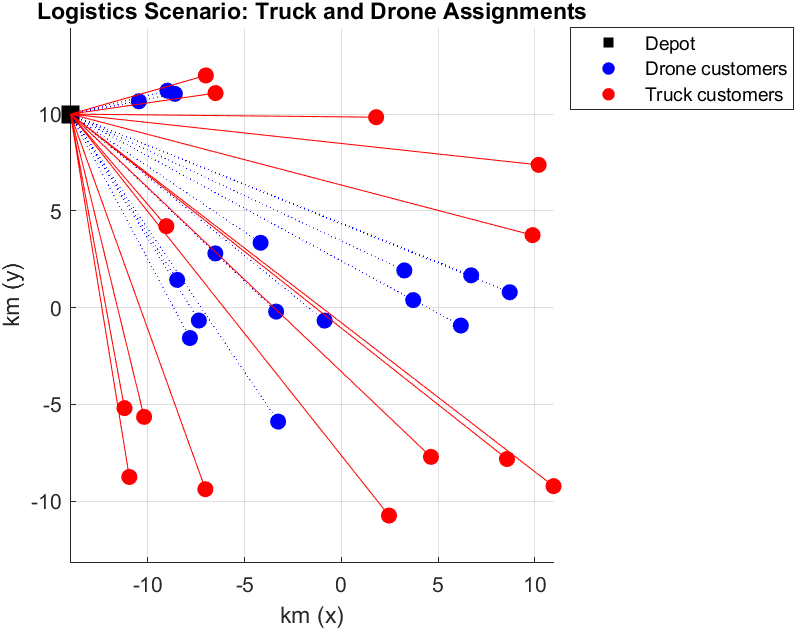 Logistics Scenario: Truck and Drone Assignments
Depot
Drone customers
Truck customers
10
5
0
-5
-10
km (y)
-10
-5
0
5
10
km (x)